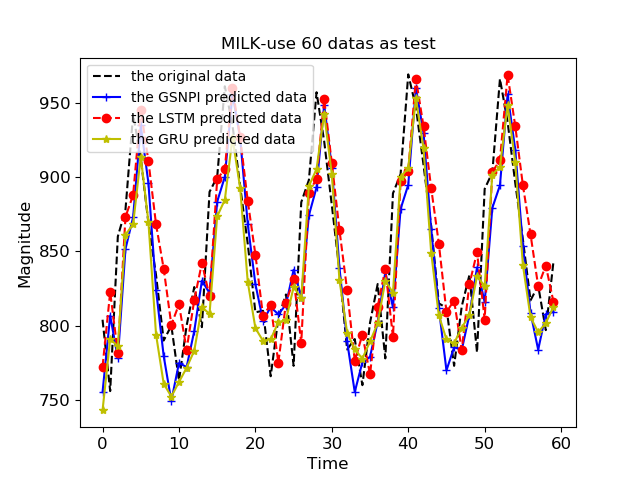 MILK-use 60 datas as test
the original data
the GSNPI predicted data
the LSTM predicted data
the GRU predicted data
950
900
850
800
750
Magnitude
0 10 20 30 40 50 60
Time